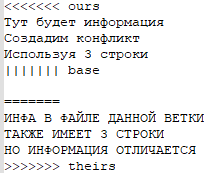 <<<<<<< ours
Тут будет информация
Создадим конфликт
Используя 3 строки
||||||| base

=======
ИНФА В ФАЙЛЕ ДАННОЙ ВЕТКИ
ТАКЖЕ ИМЕЕТ 3 СТРОКИ
НО ИНФОРМАЦИЯ ОТЛИЧАЕТСЯ
>>>>>>> theirs